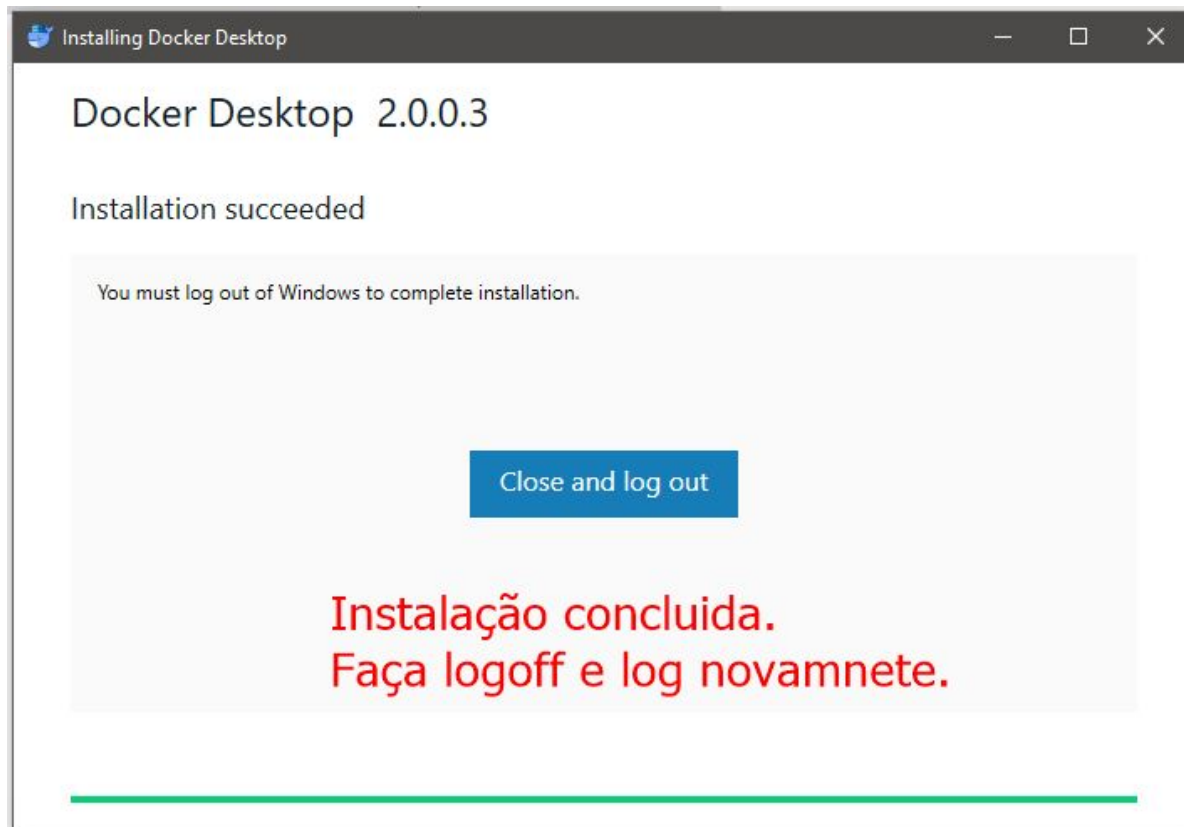 Installing Docker Desktop
Docker Desktop 2.0.0.3
Installation succeeded
You must log out of Windows to complete installation.
Close and log out
Instalação concluida.
Faça logoff e log novamnete.